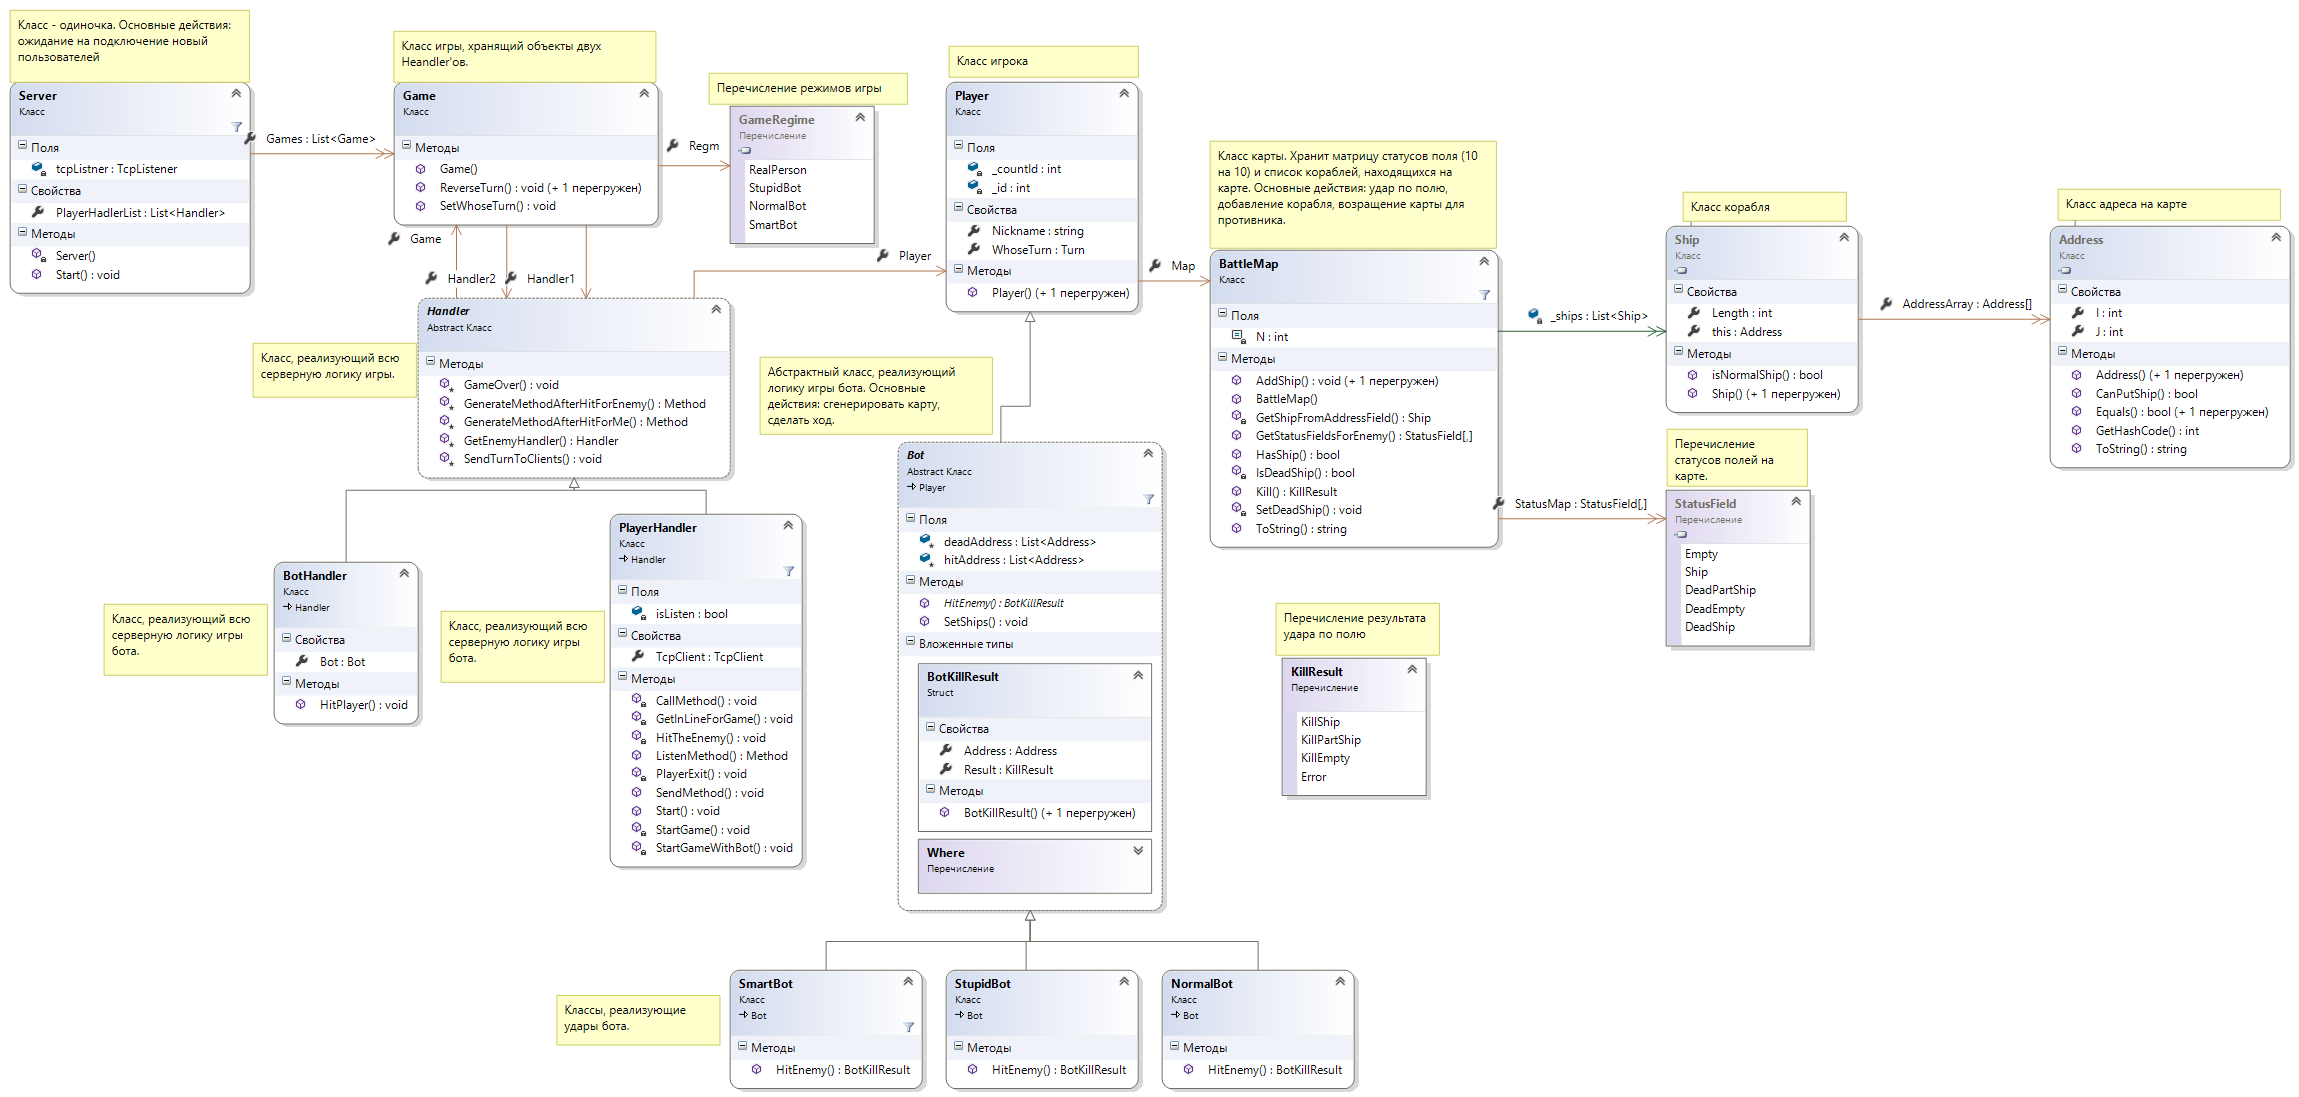 Класс - одиночка. Основные действия:
ожидание на подключение новый
пользователей
Server
Класс
Поля
tcpListner : TcpListener
Свойства
PlayerHadlerList : List<Handler>
Методы
Server()
Start() : void
Games : List<Game>
Класс игры, хранящий объекты двух
Heandler'ов.
Game
Класс
Методы
Game()
ReverseTurn() : void (+ 1 перегружен)
SetWhoseTurn() : void
Regm
Перечисление режимов игры
GameRegime
Перечисление
RealPerson
StupidBot
NormalBot
SmartBot
Game
Handler2
Handler1
Player
Класс, реализующий всю
серверную логику игры.
Handler
Abstract Класс
Методы
GameOver() : void
GenerateMethodAfterHitForEnemy() : Method
GenerateMethodAfterHitForMe() : Method
GetEnemyHandler() : Handler
SendTurnToClients() : void
Класс, реализующий всю
серверную логику игры
бота.
BotHandler
Класс
Handler
Свойства
Bot : Bot
Методы
HitPlayer() : void
Класс, реализующий всю
серверную логику игры
бота.
PlayerHandler
Класс
Handler
Поля
isListen : bool
Свойства
TcpClient : TcpClient
Методы
CallMethod() : void
GetInLineForGame() : void
HitTheEnemy() : void
ListenMethod() : Method
PlayerExit() : void
SendMethod() : void
Start() : void
StartGame() : void
StartGameWithBot() : void
Класс игрока
Player
Класс
Поля
_countId : int
_id : int
Свойства
Nickname : string
WhoseTurn : Turn
Методы
Player() (+ 1 перегружен)
Map
Абстрактный класс, реализующий
логику игры бота. Основные
действия: сгенерировать карту,
сделать ход.
Bot
Abstract Класс
Player
Поля
deadAddress : List<Address>
hitAddress : List<Address>
Методы
HitEnemy() : BotKillResult
SetShips() : void
Вложенные типы
BotKillResult
Struct
Свойства
Address : Address
Result : KillResult
Методы
BotKillResult() (+ 1 перегружен)
Where
Перечисление
Классы, реализующие
удары бота.
SmartBot
Класс
Bot
Методы
HitEnemy() : BotKillResult
StupidBot
Класс
Bot
Методы
HitEnemy() : BotKillResult
NormalBot
Класс
Bot
Методы
HitEnemy() : BotKillResult
Класс карты. Хранит матрицу статусов поля (10
на 10) и список кораблей, находящихся на
карте. Основные действия: удар по полю,
добавление корабля, возращение карты для
противника.
BattleMap
Класс
Поля
N : int
Методы
AddShip() : void (+ 1 перегружен)
BattleMap()
GetShipFromAddressField() : Ship
GetStatusFieldsForEnemy() : StatusField[,]
HasShip() : bool
IsDeadShip() : bool
Kill() : KillResult
SetDeadShip() : void
ToString() : string
_ships : List<Ship>
StatusMap : StatusField[,]
Перечисление результата
удара по полю
KillResult
Перечисление
KillShip
KillPartShip
KillEmpty
Error
Класс корабля
Ship
Класс
Свойства
Length : int
this : Address
Методы
isNormalShip() : bool
Ship() (+ 1 перегружен)
AddressArray : Address[]
Перечисление
статусов полей на
карте.
StatusField
Перечисление
Empty
Ship
DeadPartShip
DeadEmpty
DeadShip
Класс адреса на карте
Address
Класс
Свойства
I : int
J : int
Методы
Address() (+ 1 перегружен)
CanPutShip() : bool
Equals() : bool (+ 1 перегружен)
GetHashCode() : int
ToString() : string